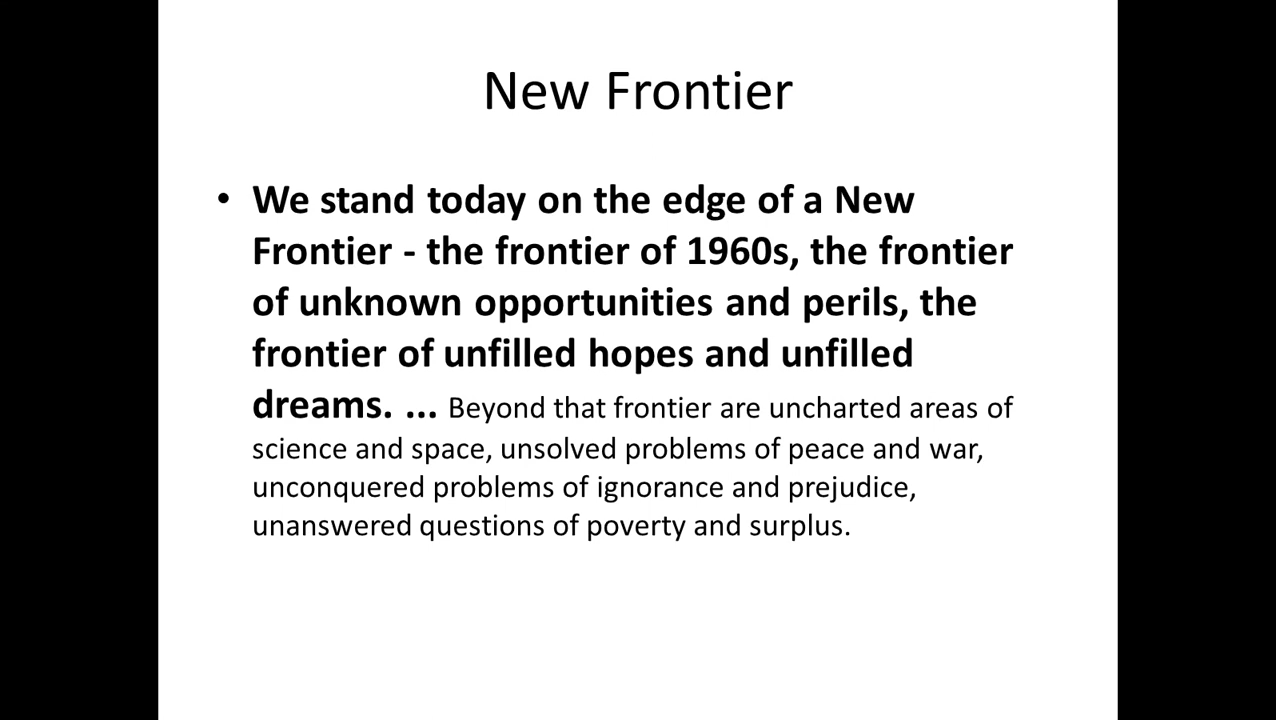 New Frontier
• We stand today on the edge of a New
Frontier - the frontier of 1960s, the frontier
of unknown opportunities and perils, the
frontier of unfilled hopes and unfilled
dreams. ... Beyond that frontier are uncharted areas of
science and space, unsolved problems of peace and war,
unconquered problems of ignorance and prejudice,
unanswered questions of poverty and surplus.